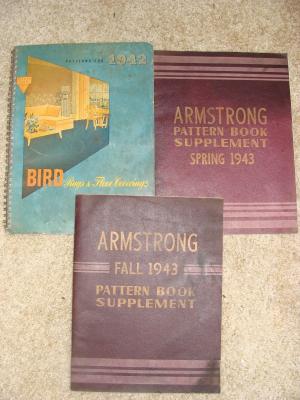 PATTERNS FOR 1942
BIRD Rugs & Floor Coverings
ARMSTRONG
PATTERN BOOK
SUPPLEMENT
SPRING 1943
ARMSTRONG
FALL 1943
PATTERN BOOK
SUPPLEMENT